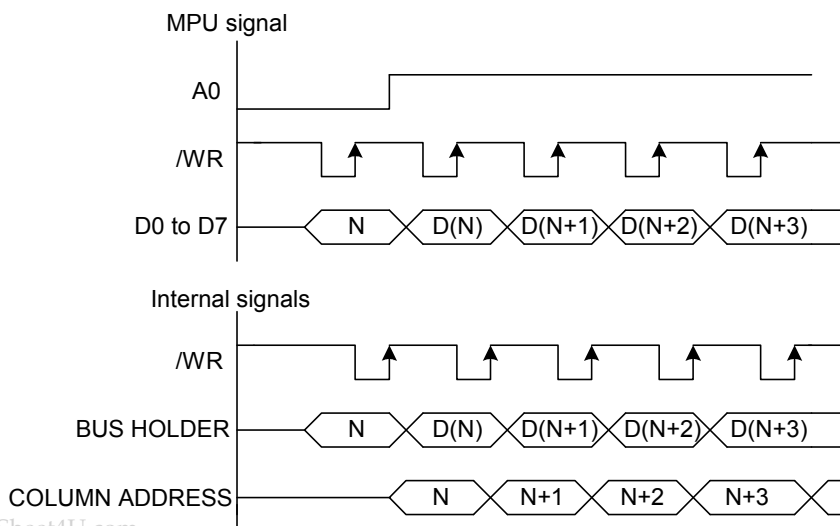 MPU signal
A0
/WR
D0 to D7 N D(N) D(N+1) D(N+2) D(N+3)
Internal signals
/WR
BUS HOLDER N D(N) D(N+1) D(N+2) D(N+3)
COLUMN ADDRESS N N+1 N+2 N+3